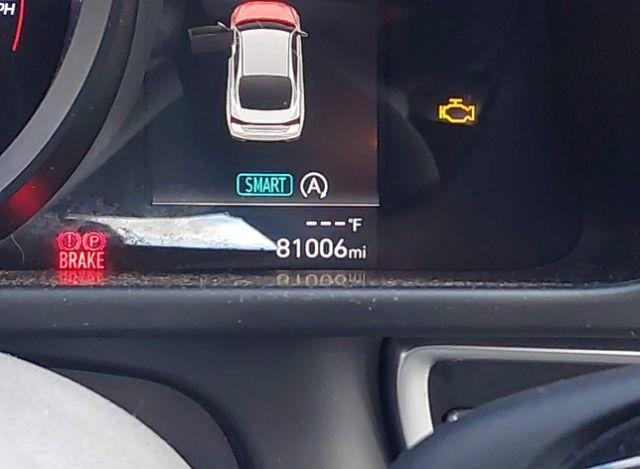 PH
SMART A
---°F
P
81006mi
BRAKE